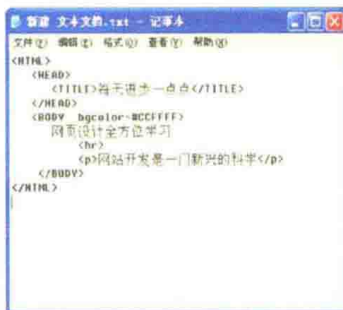 新建 文本文档.txt - 记事本
文件(F) 编辑(E) 格式(O) 查看(V) 帮助(H)
<HTML>
<HEAD>
<TITLE>每天进步一点点</TITLE>
</HEAD>
<BODY bgcolor=#CCFFFF>
网页设计全方位学习
<hr>
<p>网站开发是一门新兴的科学</p>
</BODY>
</HTML>